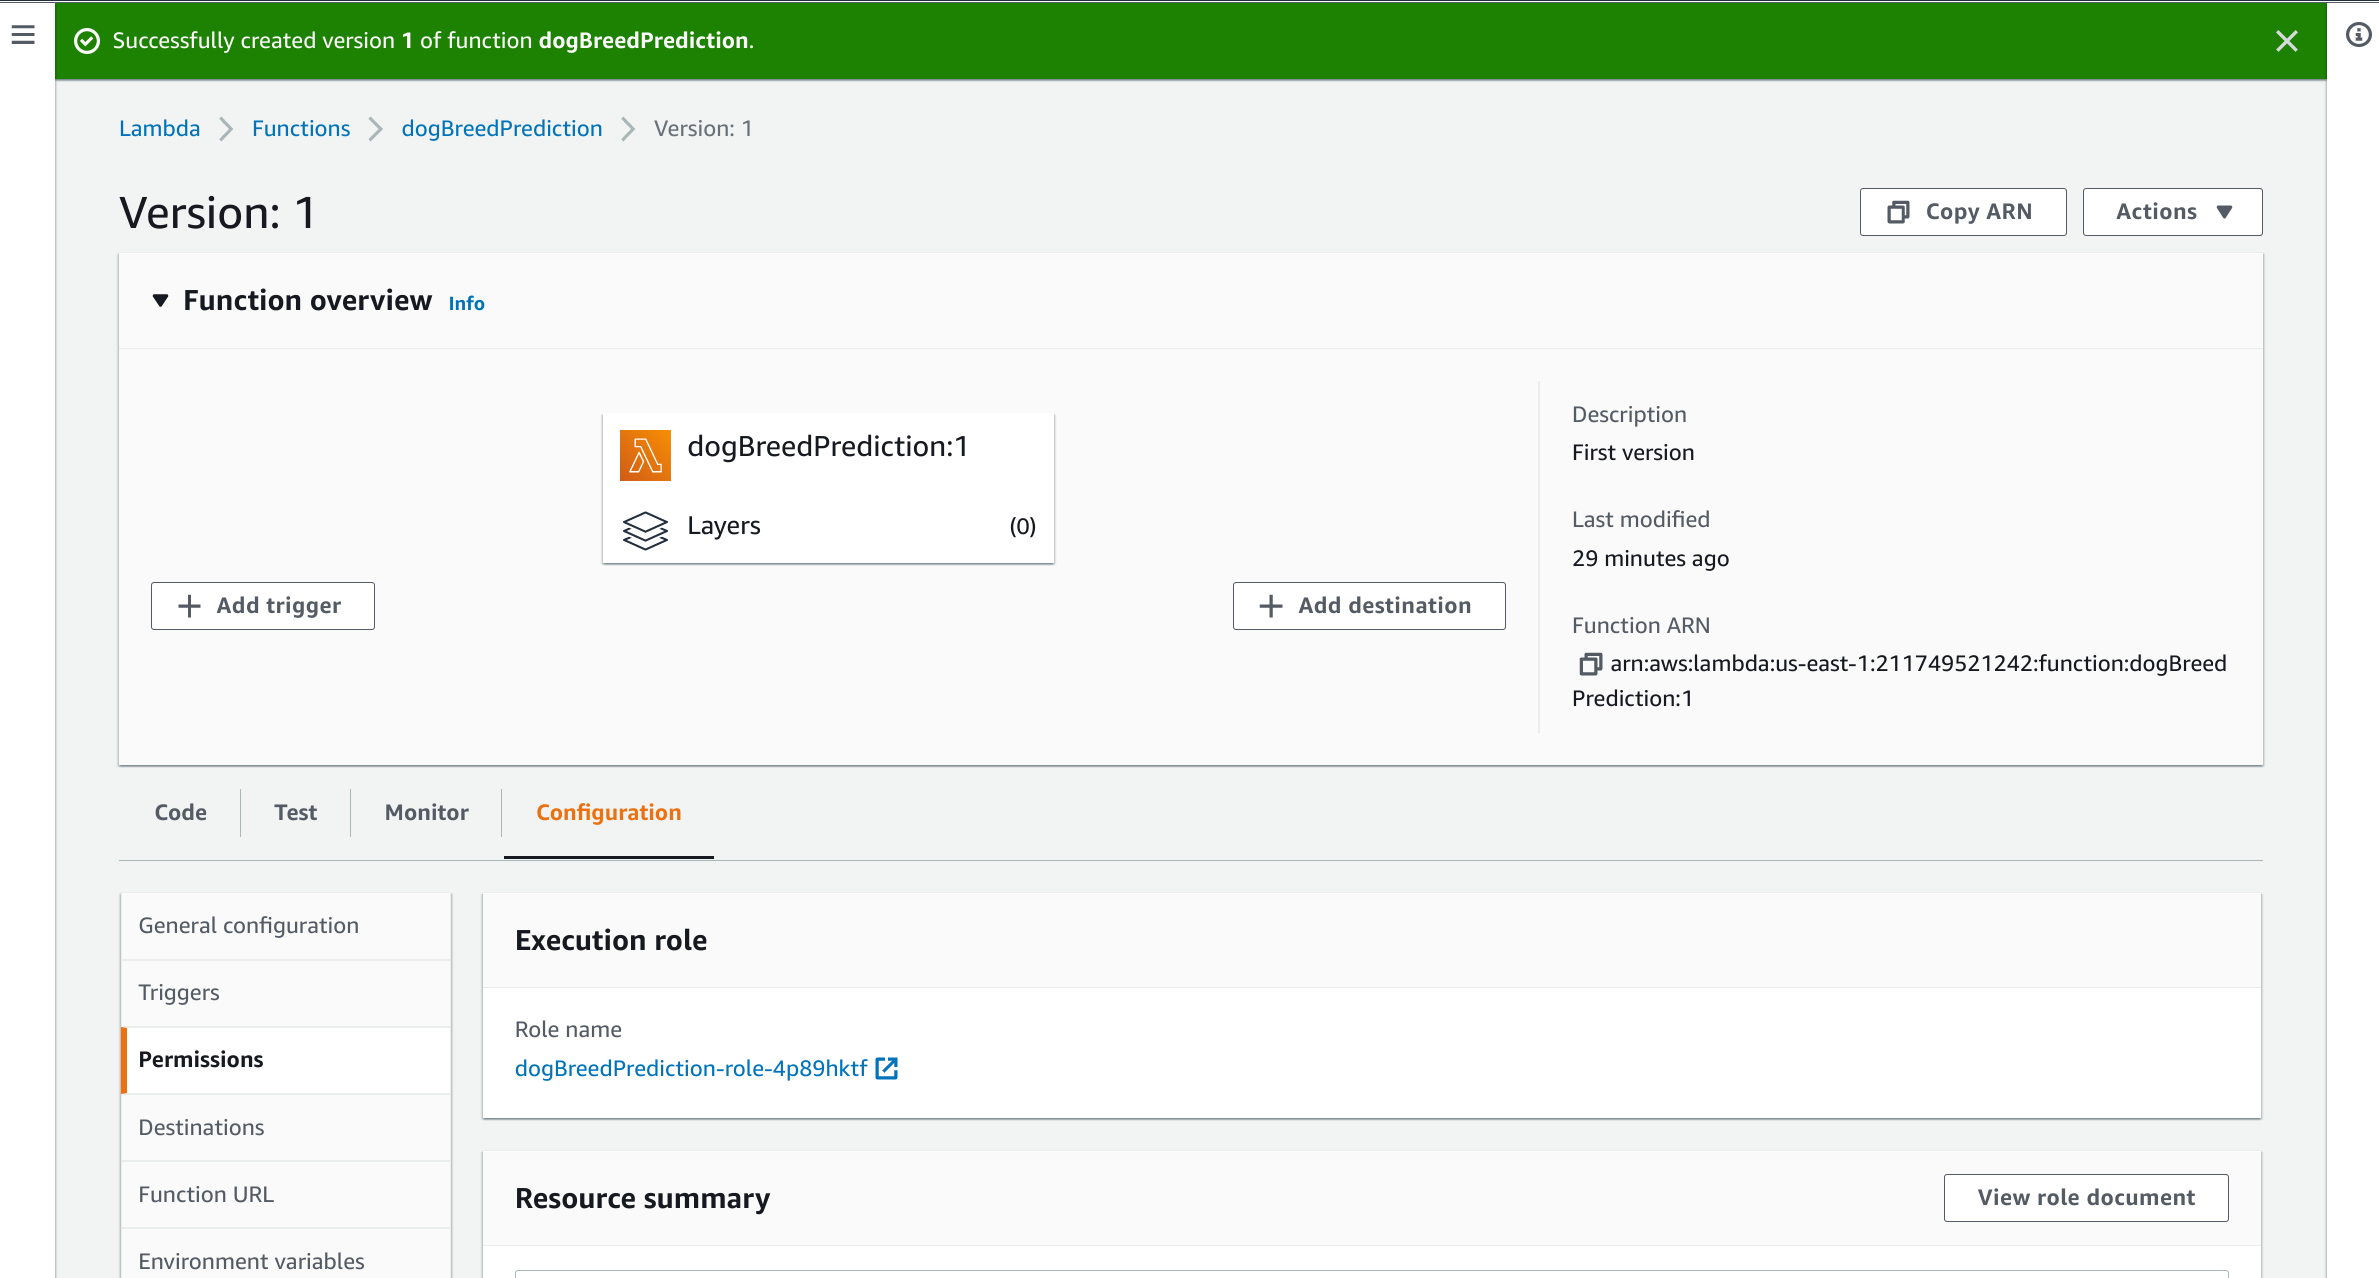 Successfully created version 1 of function dogBreedPrediction.
Lambda Functions dogBreedPrediction Version: 1
Version: 1
Copy ARN
Actions
Function overview Info
dogBreedPrediction:1
Layers (0)
Add trigger
Add destination
Description
First version
Last modified
29 minutes ago
Function ARN
arn:aws:lambda:us-east-1:211749521242:function:dogBreed
Prediction:1
Code Test Monitor Configuration
General configuration
Triggers
Permissions
Destinations
Function URL
Environment variables
Execution role
Role name
dogBreedPrediction-role-4p89hktf
Resource summary
View role document